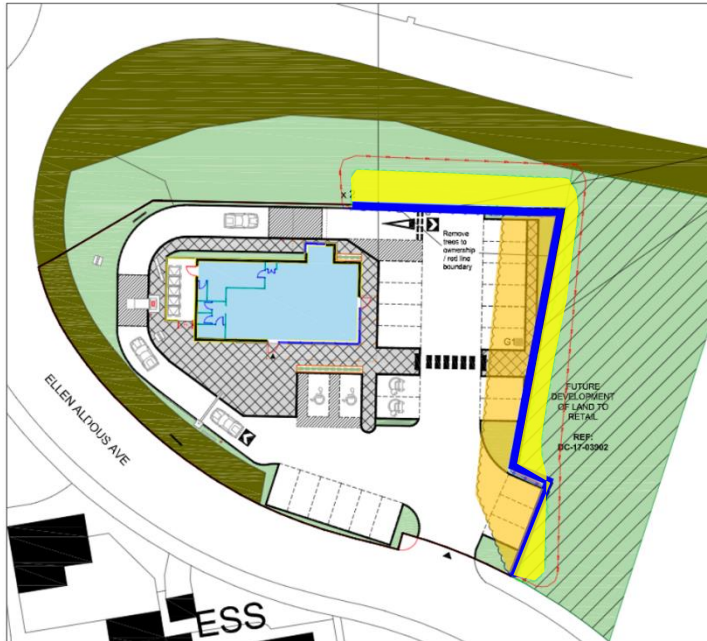 Remove
trees to
ownership
/ red line
boundary
G1
FUTURE
DEVELOPMENT
OF LAND TO
RETAIL
REF:
DC-17-03902
ELLEN ALDOUS AVE
ESS